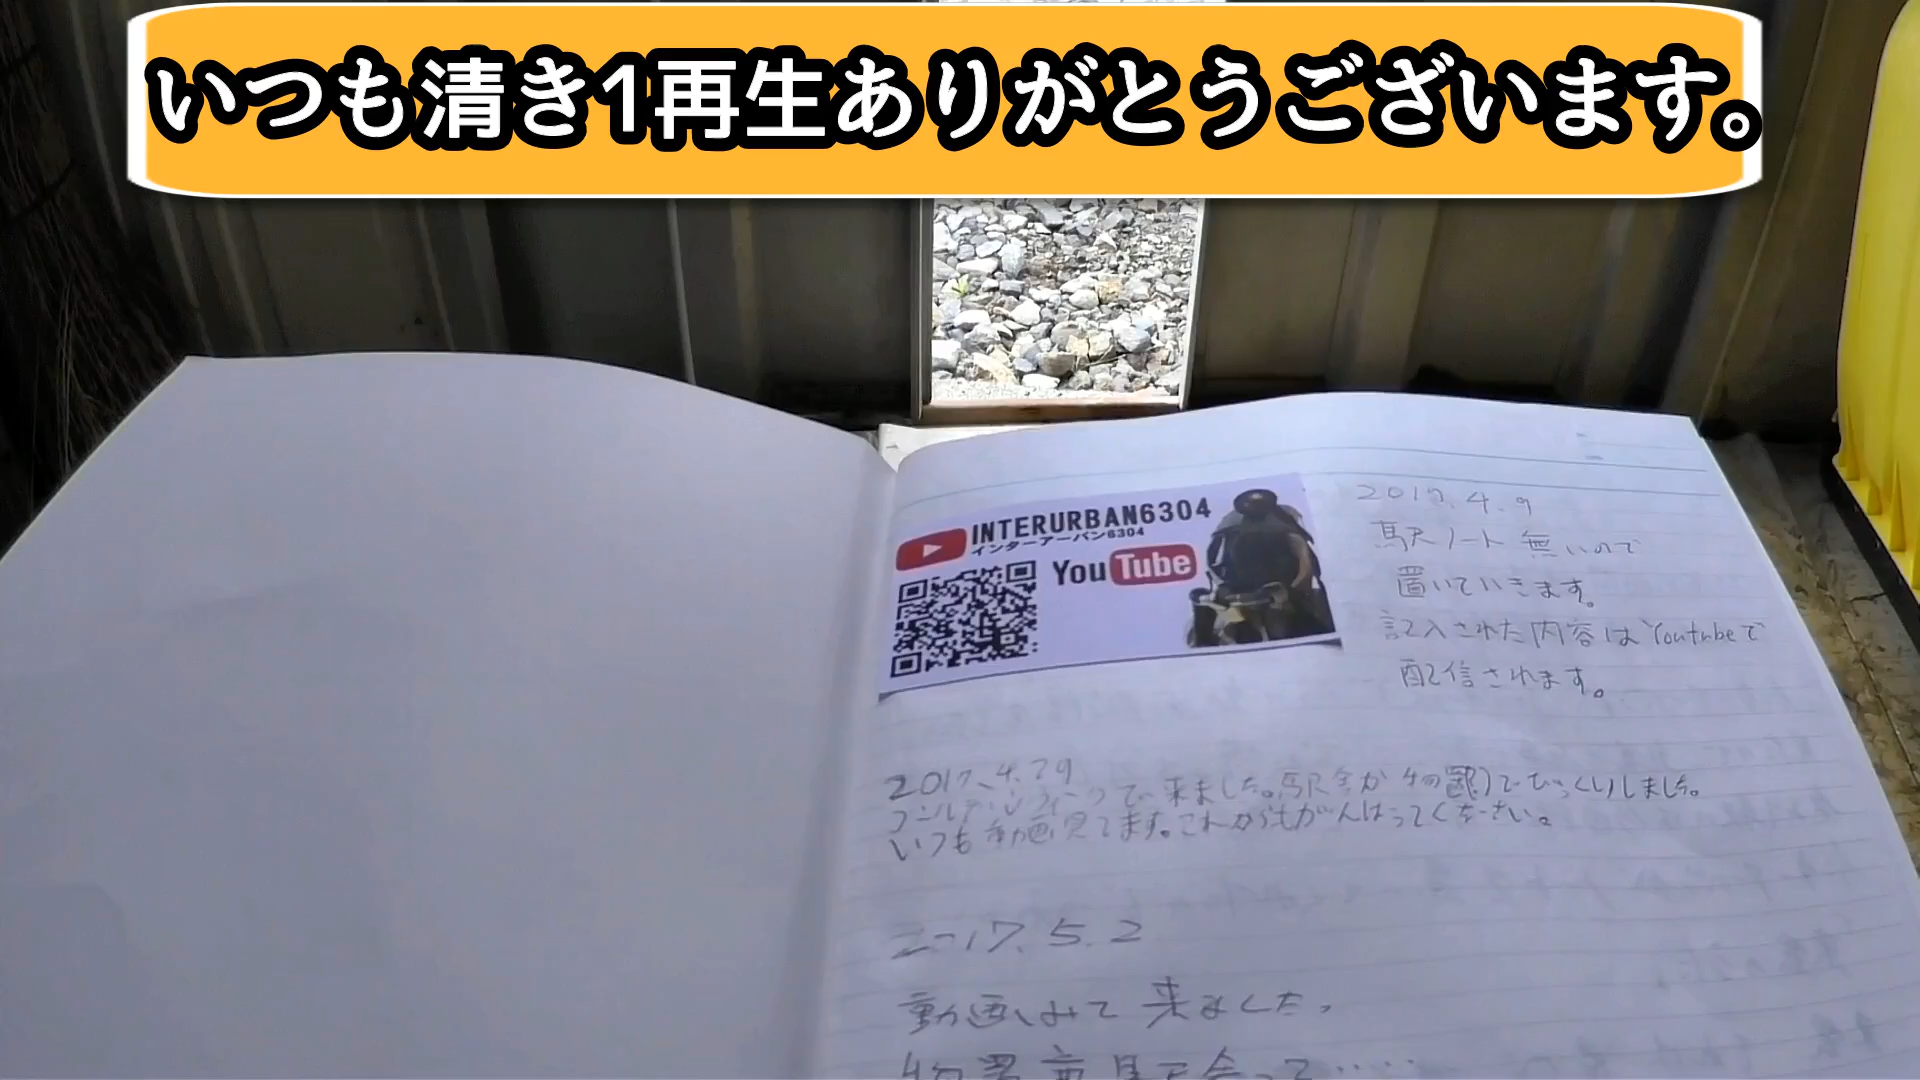 いつも清き1再生ありがとうございます。
INTERURBAN6304
インターアーバン6304
YouTube
2017.4.9
駅ノート無いので
置いていきます。
記入された内容はYoutubeで
配信されます。
2017.4.29
ゴールデンウィークで来ました。駅舎が物置でびっくりしました。
いつも動画見てます。これからもがんばってください。
2017.5.2
動画みて来ました。